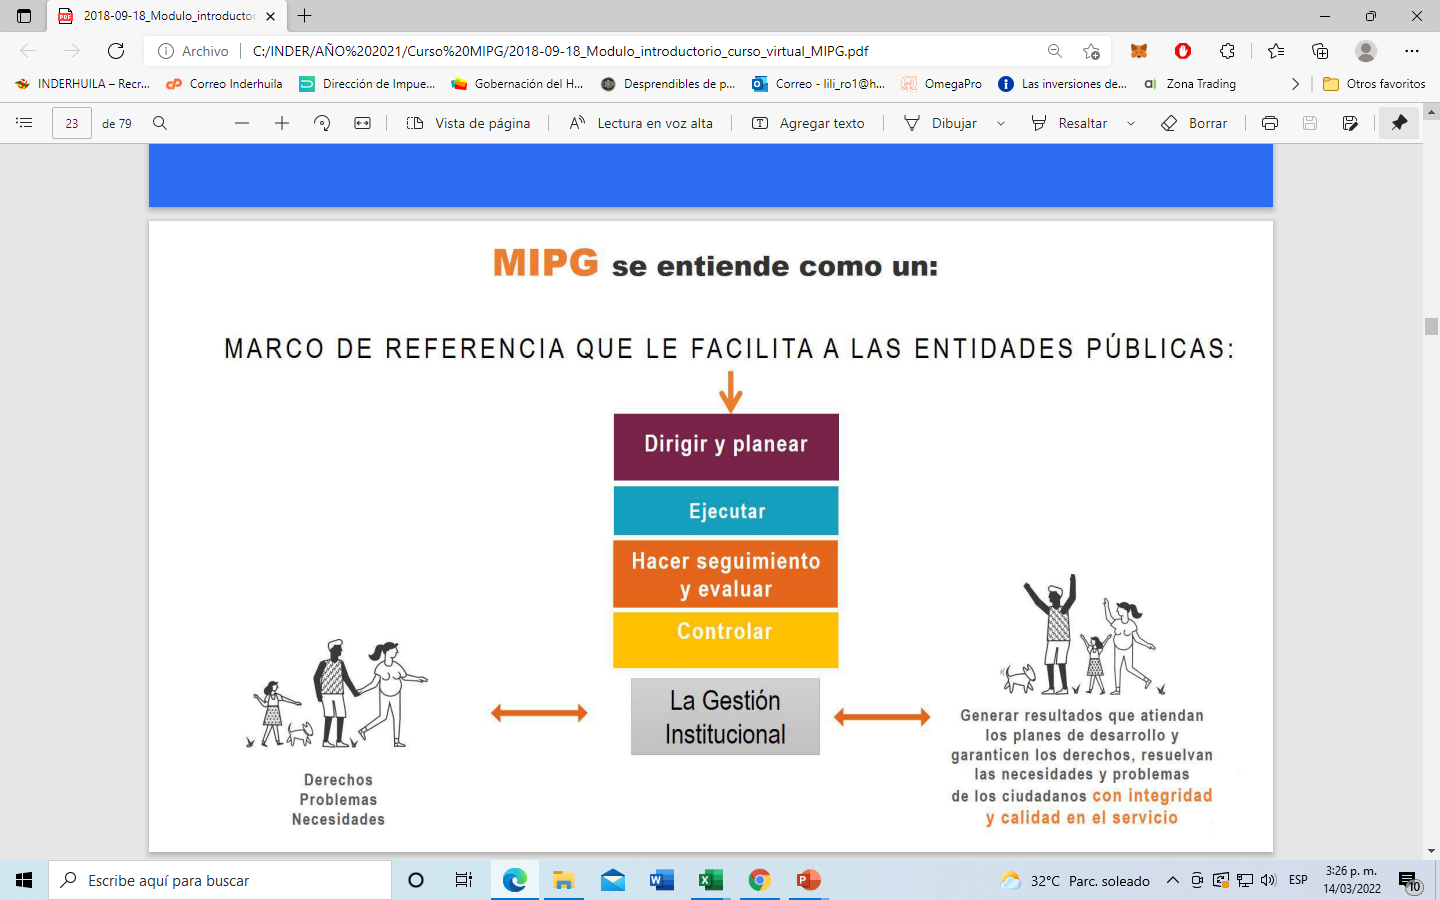 2018-09-18_Modulo_introductor
Archivo
C:/INDER/AÑO%202021/Curso%20MIPG/2018-09-18_Modulo_introductorio_curso_virtual_MIPG.pdf
INDERHUILA – Recr...
Correo Inderhuila
Dirección de Impue...
Gobernación del H...
Desprendibles de p...
Correo - lili_ro1@h...
OmegaPro
Las inversiones de...
Zona Trading
Otros favoritos
23
de 79
Vista de página
Lectura en voz alta
Agregar texto
Dibujar
Resaltar
Borrar
MIPG se entiende como un:
MARCO DE REFERENCIA QUE LE FACILITA A LAS ENTIDADES PÚBLICAS:
Dirigir y planear
Ejecutar
Hacer seguimiento
y evaluar
Controlar
La Gestión
Institucional
Derechos
Problemas
Necesidades
Generar resultados que atiendan
los planes de desarrollo y
garanticen los derechos, resuelvan
las necesidades y problemas
de los ciudadanos con integridad
y calidad en el servicio
Escribe aquí para buscar
32°C Parc. soleado
ESP
3:26 p. m.
14/03/2022
10